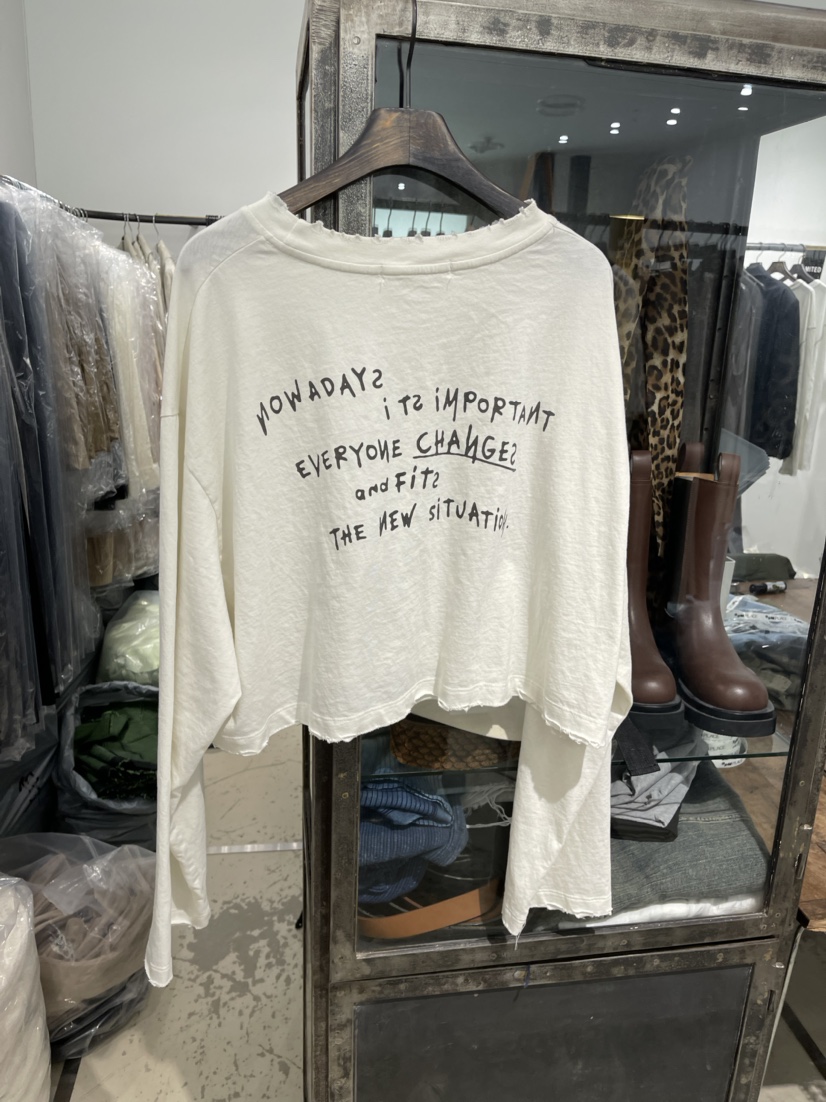 NOWADAYS
iTS iMPORTANT
EVERYONE CHANGES
and FiTS
THE NEW SiTUATiON.